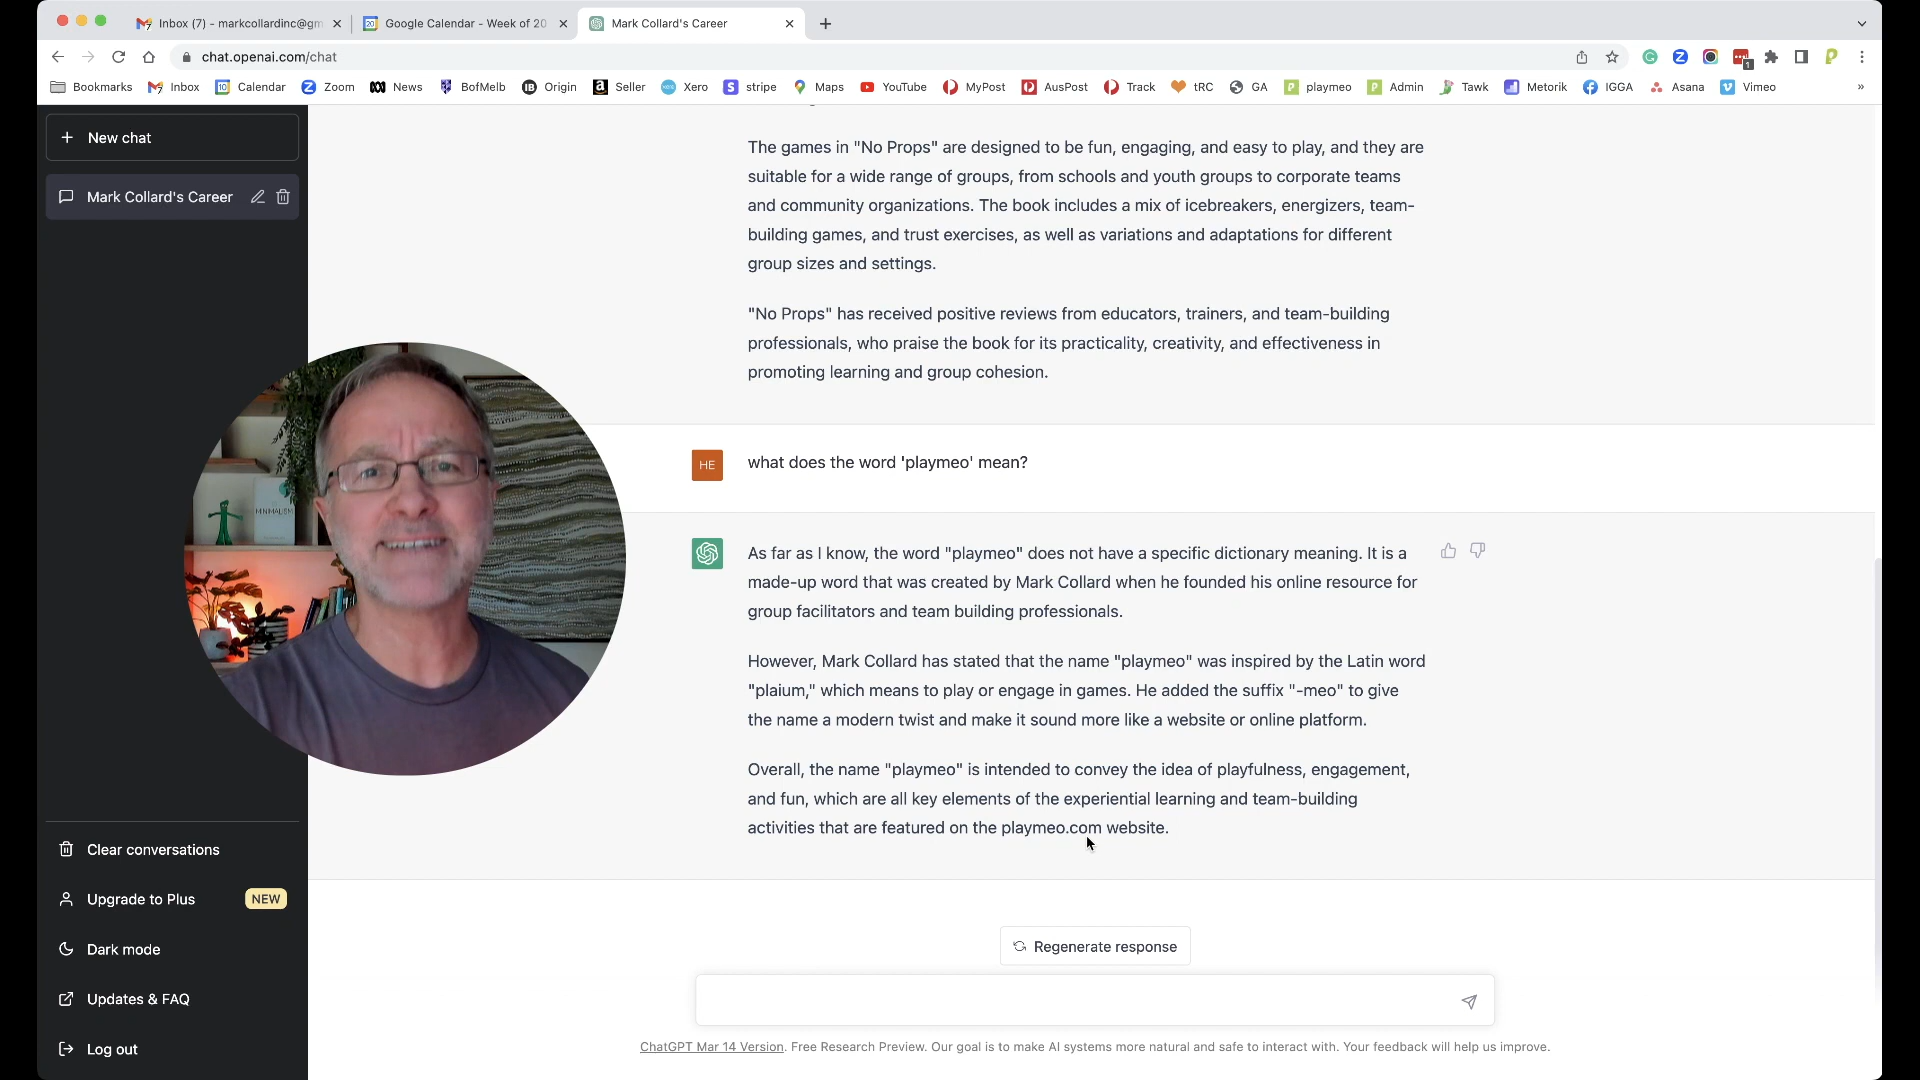 Inbox (7) - markcollardinc@gm
Google Calendar - Week of 20
Mark Collard's Career
chat.openai.com/chat
Bookmarks
Inbox
Calendar
Zoom
News
BofMelb
Origin
Seller
Xero
stripe
Maps
YouTube
MyPost
AusPost
Track
tRC
GA
playmeo
Admin
Tawk
Metorik
IGGA
Asana
Vimeo
»
New chat
Mark Collard's Career
The games in "No Props" are designed to be fun, engaging, and easy to play, and they are
suitable for a wide range of groups, from schools and youth groups to corporate teams
and community organizations. The book includes a mix of icebreakers, energizers, team-
building games, and trust exercises, as well as variations and adaptations for different
group sizes and settings.
"No Props" has received positive reviews from educators, trainers, and team-building
professionals, who praise the book for its practicality, creativity, and effectiveness in
promoting learning and group cohesion.
HE
what does the word 'playmeo' mean?
MINIMALISM
As far as I know, the word "playmeo" does not have a specific dictionary meaning. It is a
made-up word that was created by Mark Collard when he founded his online resource for
group facilitators and team building professionals.
However, Mark Collard has stated that the name "playmeo" was inspired by the Latin word
"plaium," which means to play or engage in games. He added the suffix "-meo" to give
the name a modern twist and make it sound more like a website or online platform.
Overall, the name "playmeo" is intended to convey the idea of playfulness, engagement,
and fun, which are all key elements of the experiential learning and team-building
activities that are featured on the playmeo.com website.
Clear conversations
Upgrade to Plus
NEW
Dark mode
Updates & FAQ
Log out
Regenerate response
ChatGPT Mar 14 Version. Free Research Preview. Our goal is to make AI systems more natural and safe to interact with. Your feedback will help us improve.